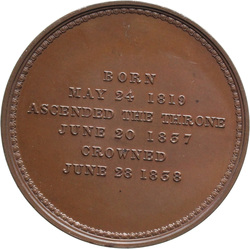 BORN
MAY 24 1819
ASCENDED THE THRONE
JUNE 20 1837
CROWNED
JUNE 28 1838